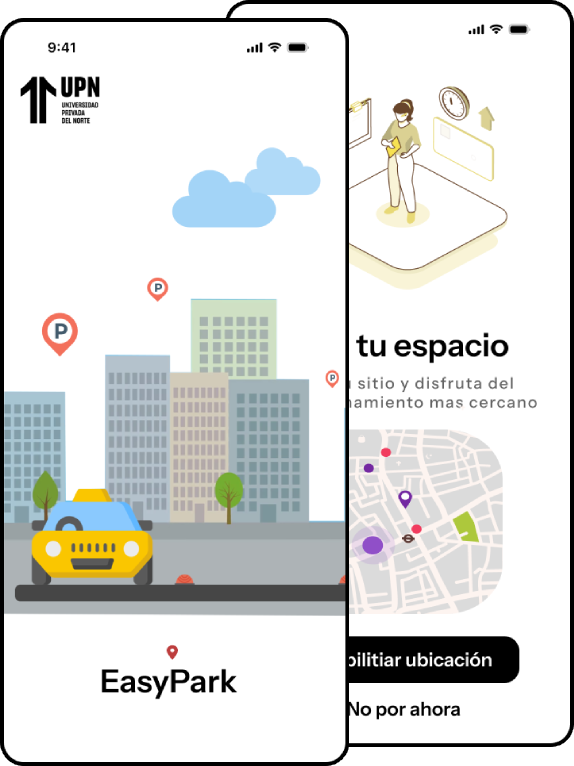 9:41
UPN
UNIVERSIDAD
PRIVADA
DEL NORTE
P
P
P
EasyPark
tu espacio
sitio y disfruta del
namiento mas cercano
bilitiar ubicación
No por ahora